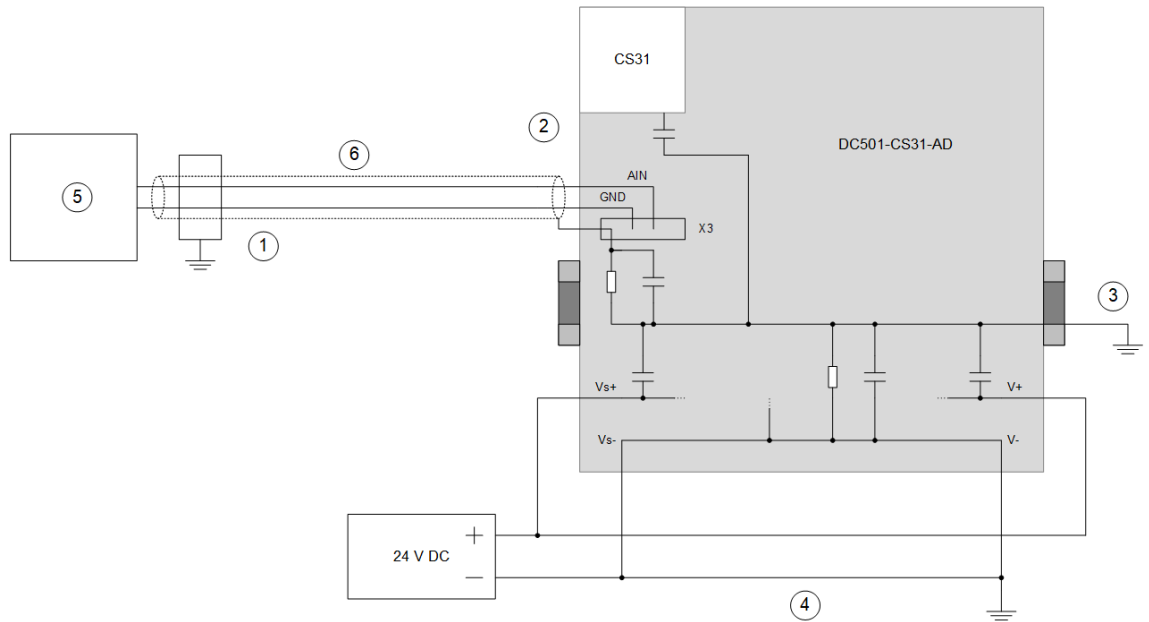 CS31
2
DC501-CS31-AD
6
AIN
5
GND
X3
1
3
Vs+
V+
Vs-
V-
+
24 V DC
−
4